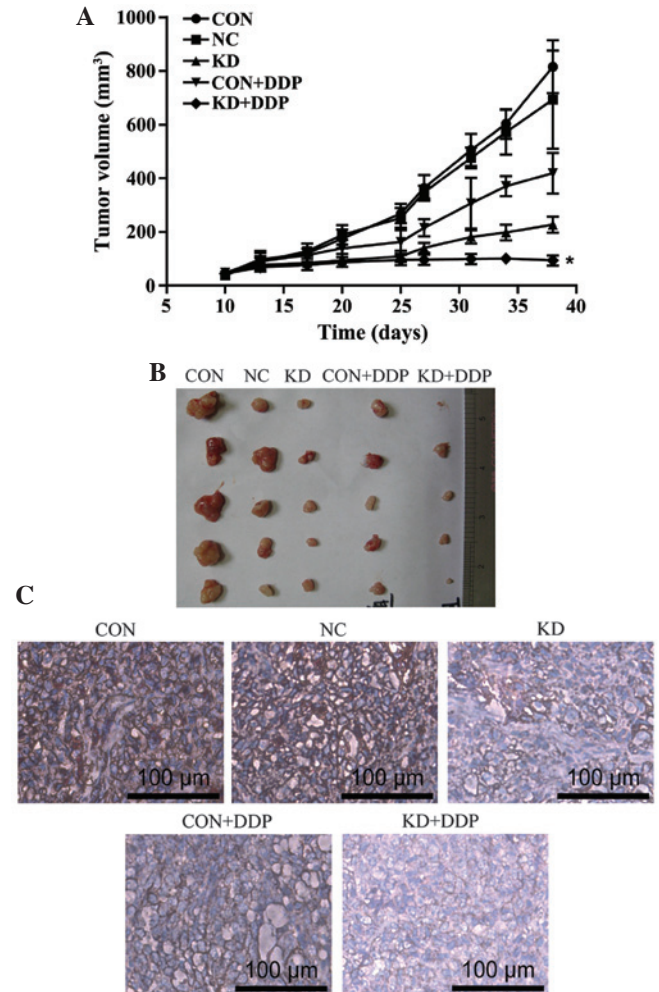 A
CON
NC
KD
CON+DDP
KD+DDP
Tumor volume (mm³)
1000
800
600
400
200
0
5 10 15 20 25 30 35 40
Time (days)
*
B
CON NC KD CON+DDP KD+DDP
C
CON NC KD
100 µm 100 µm 100 µm
CON+DDP KD+DDP
100 µm 100 µm